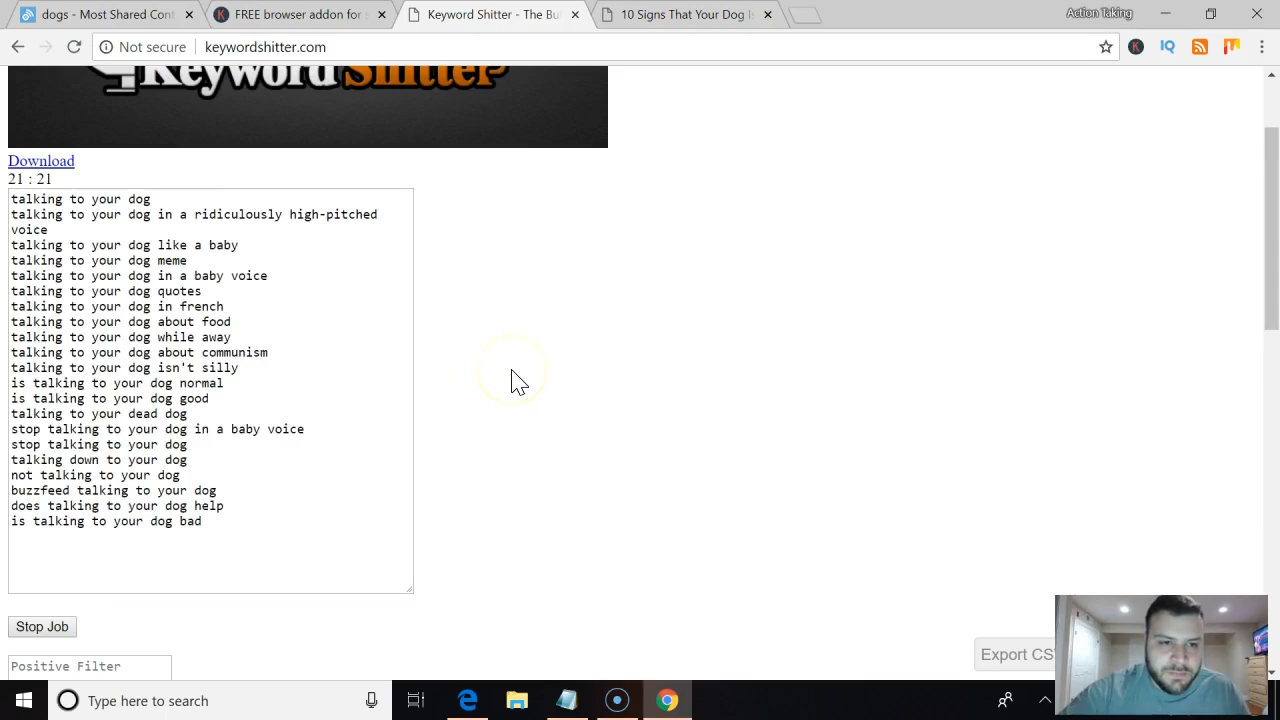 dogs - Most Shared Cont
FREE browser addon for s
Keyword Shitter - The Bu
10 Signs That Your Dog Is
Action Taking
Not secure
keywordshitter.com
Keyword Shitter
Download
21 : 21
talking to your dog
talking to your dog in a ridiculously high-pitched
voice
talking to your dog like a baby
talking to your dog meme
talking to your dog in a baby voice
talking to your dog quotes
talking to your dog in french
talking to your dog about food
talking to your dog while away
talking to your dog about communism
talking to your dog isn't silly
is talking to your dog normal
is talking to your dog good
talking to your dead dog
stop talking to your dog in a baby voice
stop talking to your dog
talking down to your dog
not talking to your dog
buzzfeed talking to your dog
does talking to your dog help
is talking to your dog bad
Stop Job
Positive Filter
Export CS
Type here to search